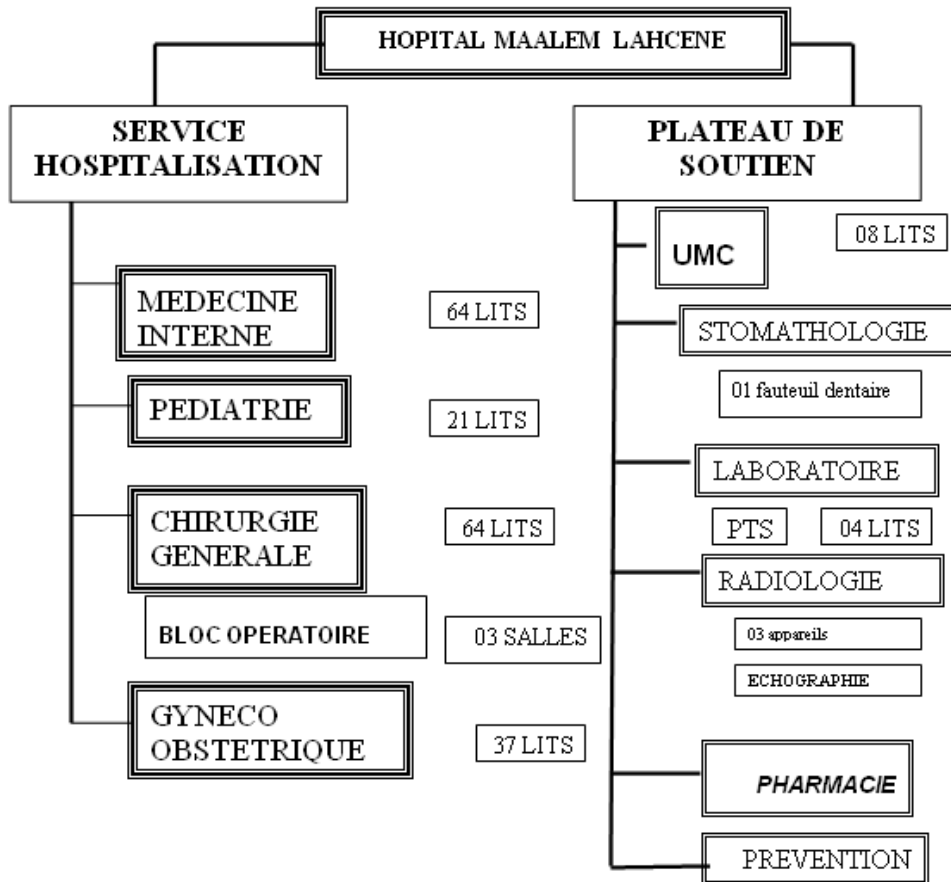 HOPITAL MAALEM LAHCENE
SERVICE
HOSPITALISATION
MEDECINE
INTERNE
64 LITS
PEDIATRIE
21 LITS
CHIRURGIE
GENERALE
64 LITS
BLOC OPERATOIRE
03 SALLES
GYNECO
OBSTETRIQUE
37 LITS
PLATEAU DE
SOUTIEN
UMC
08 LITS
STOMATHOLOGIE
01 fauteuil dentaire
LABORATOIRE
PTS
04 LITS
RADIOLOGIE
03 appareils
ECHOGRAPHIE
PHARMACIE
PREVENTION